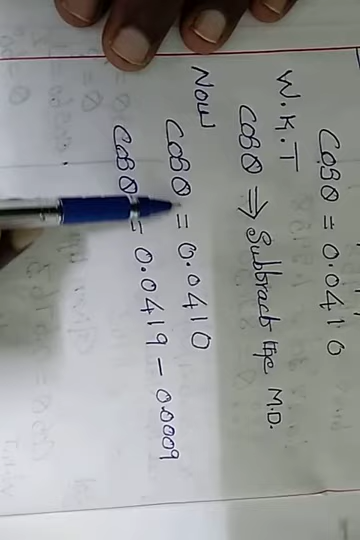 Cosθ = 0.0410
W.K.T
Cosθ ⇒ Subtract the M.D.
Now
Cosθ = 0.0410
Cosθ = 0.0419 - 0.0009